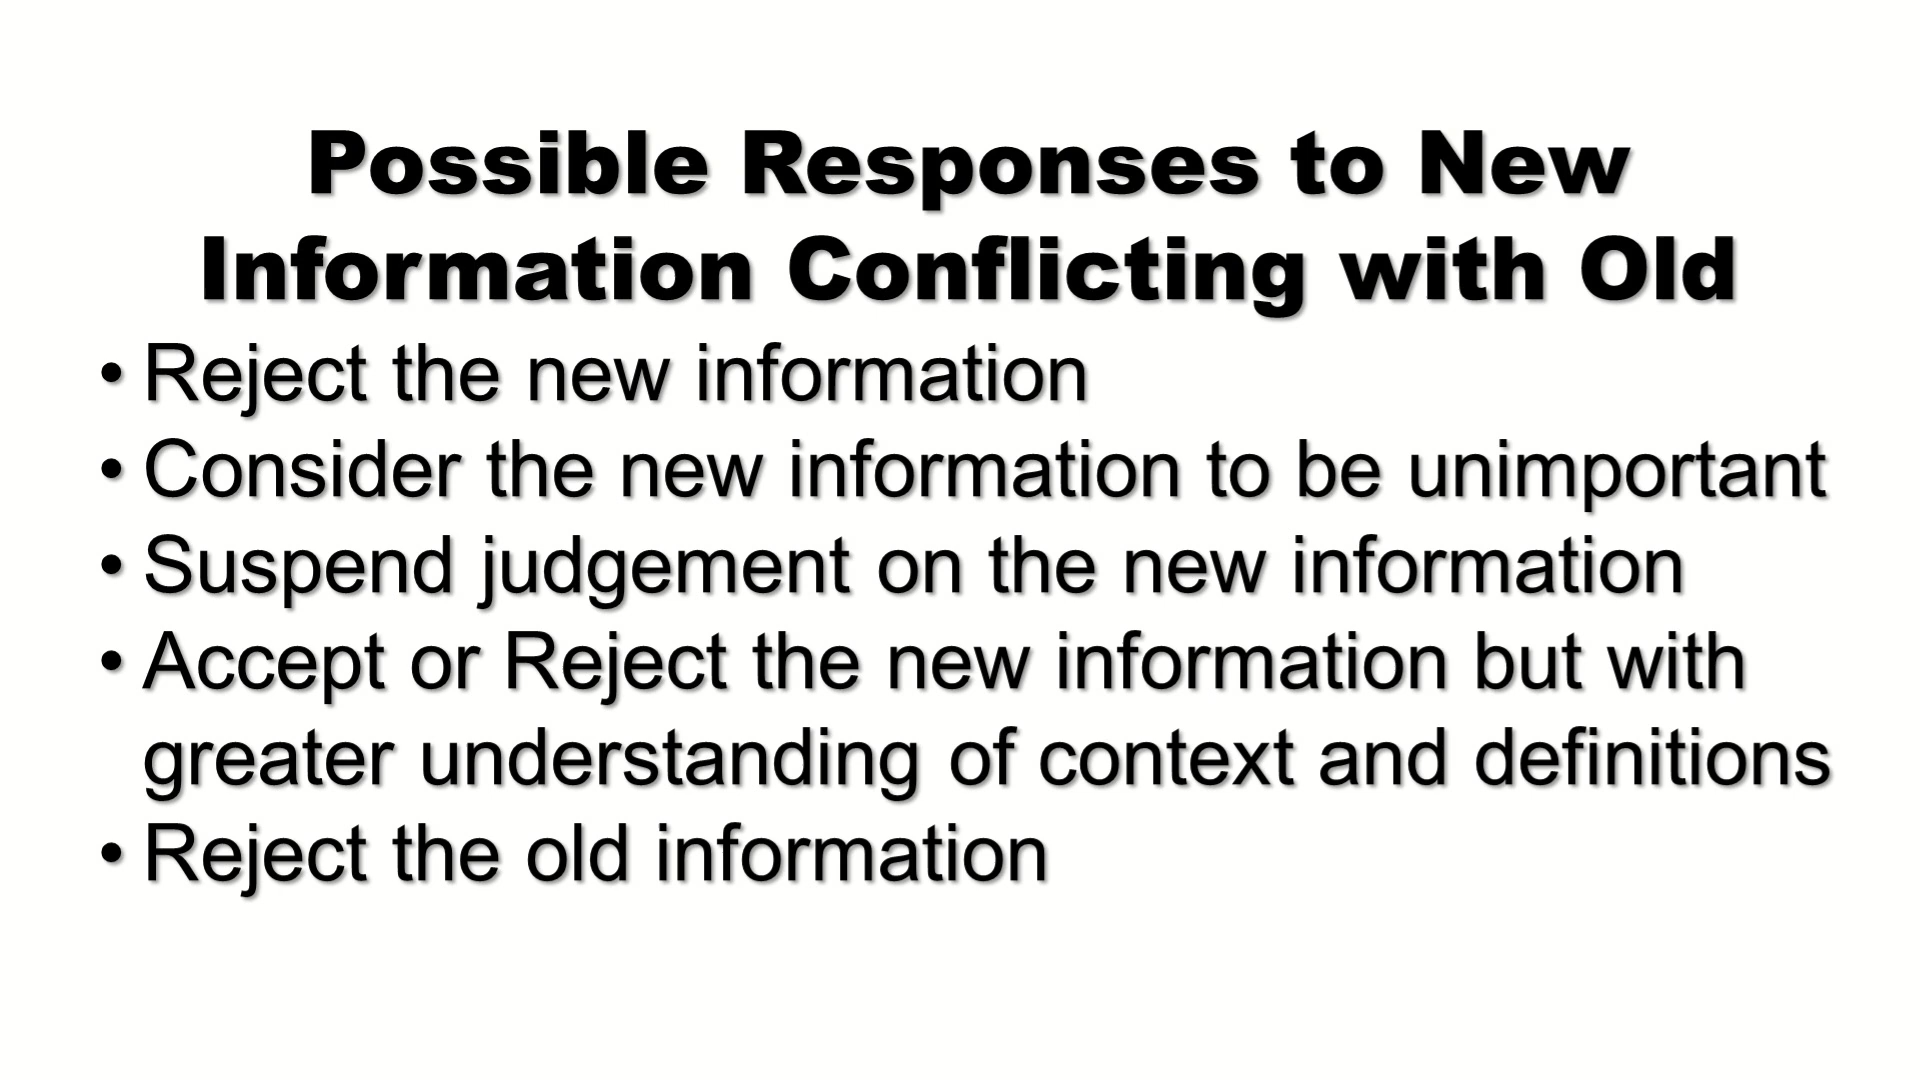 Possible Responses to New
Information Conflicting with Old
• Reject the new information
• Consider the new information to be unimportant
• Suspend judgement on the new information
• Accept or Reject the new information but with
greater understanding of context and definitions
• Reject the old information